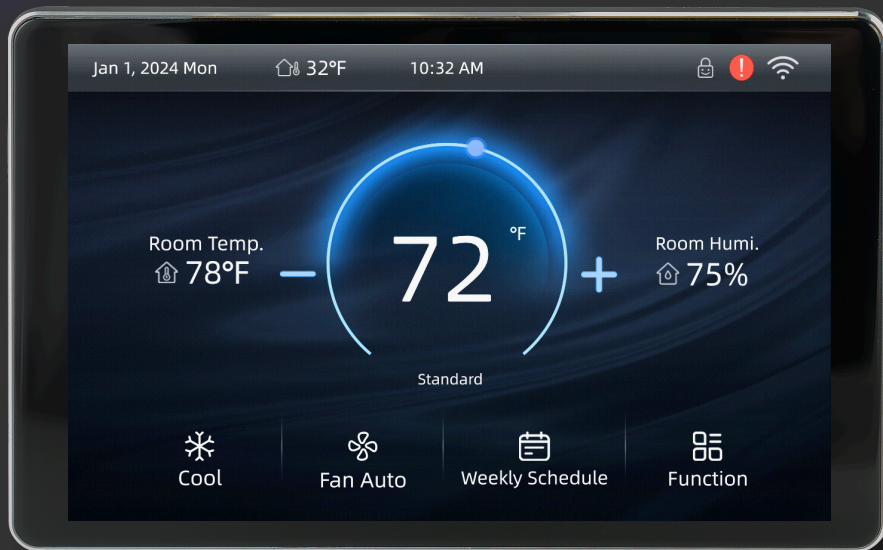 Jan 1, 2024 Mon 32°F 10:32 AM
Room Temp.
78°F
72 °F
Room Humi.
75%
Standard
Cool
Fan Auto
Weekly Schedule
Function